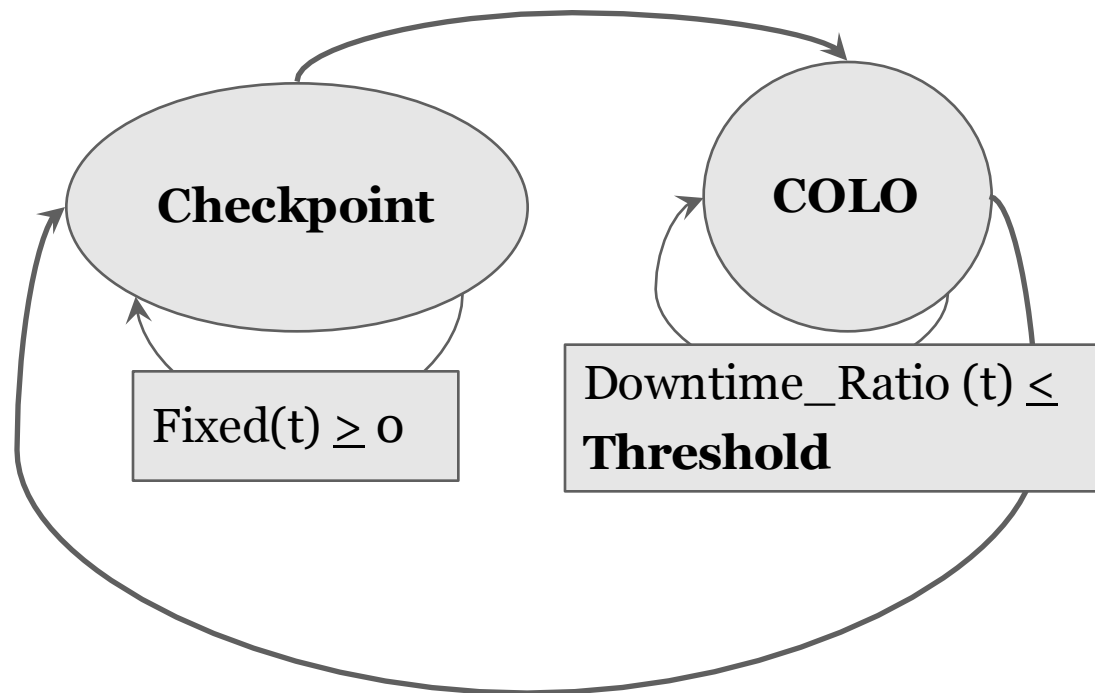 Checkpoint
COLO
Fixed(t) ≥ 0
Downtime_Ratio (t) ≤
Threshold